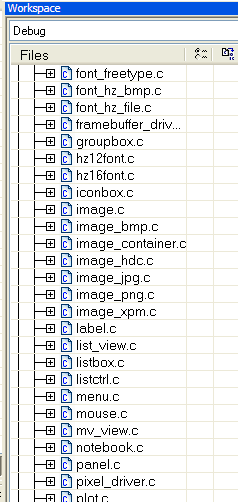 Workspace
Debug
Files
font_freetype.c
font_hz_bmp.c
font_hz_file.c
framebuffer_driv...
groupbox.c
hz12font.c
hz16font.c
iconbox.c
image.c
image_bmp.c
image_container.c
image_hdc.c
image_jpg.c
image_png.c
image_xpm.c
label.c
list_view.c
listbox.c
listctrl.c
menu.c
mouse.c
mv_view.c
notebook.c
panel.c
pixel_driver.c
plot.c